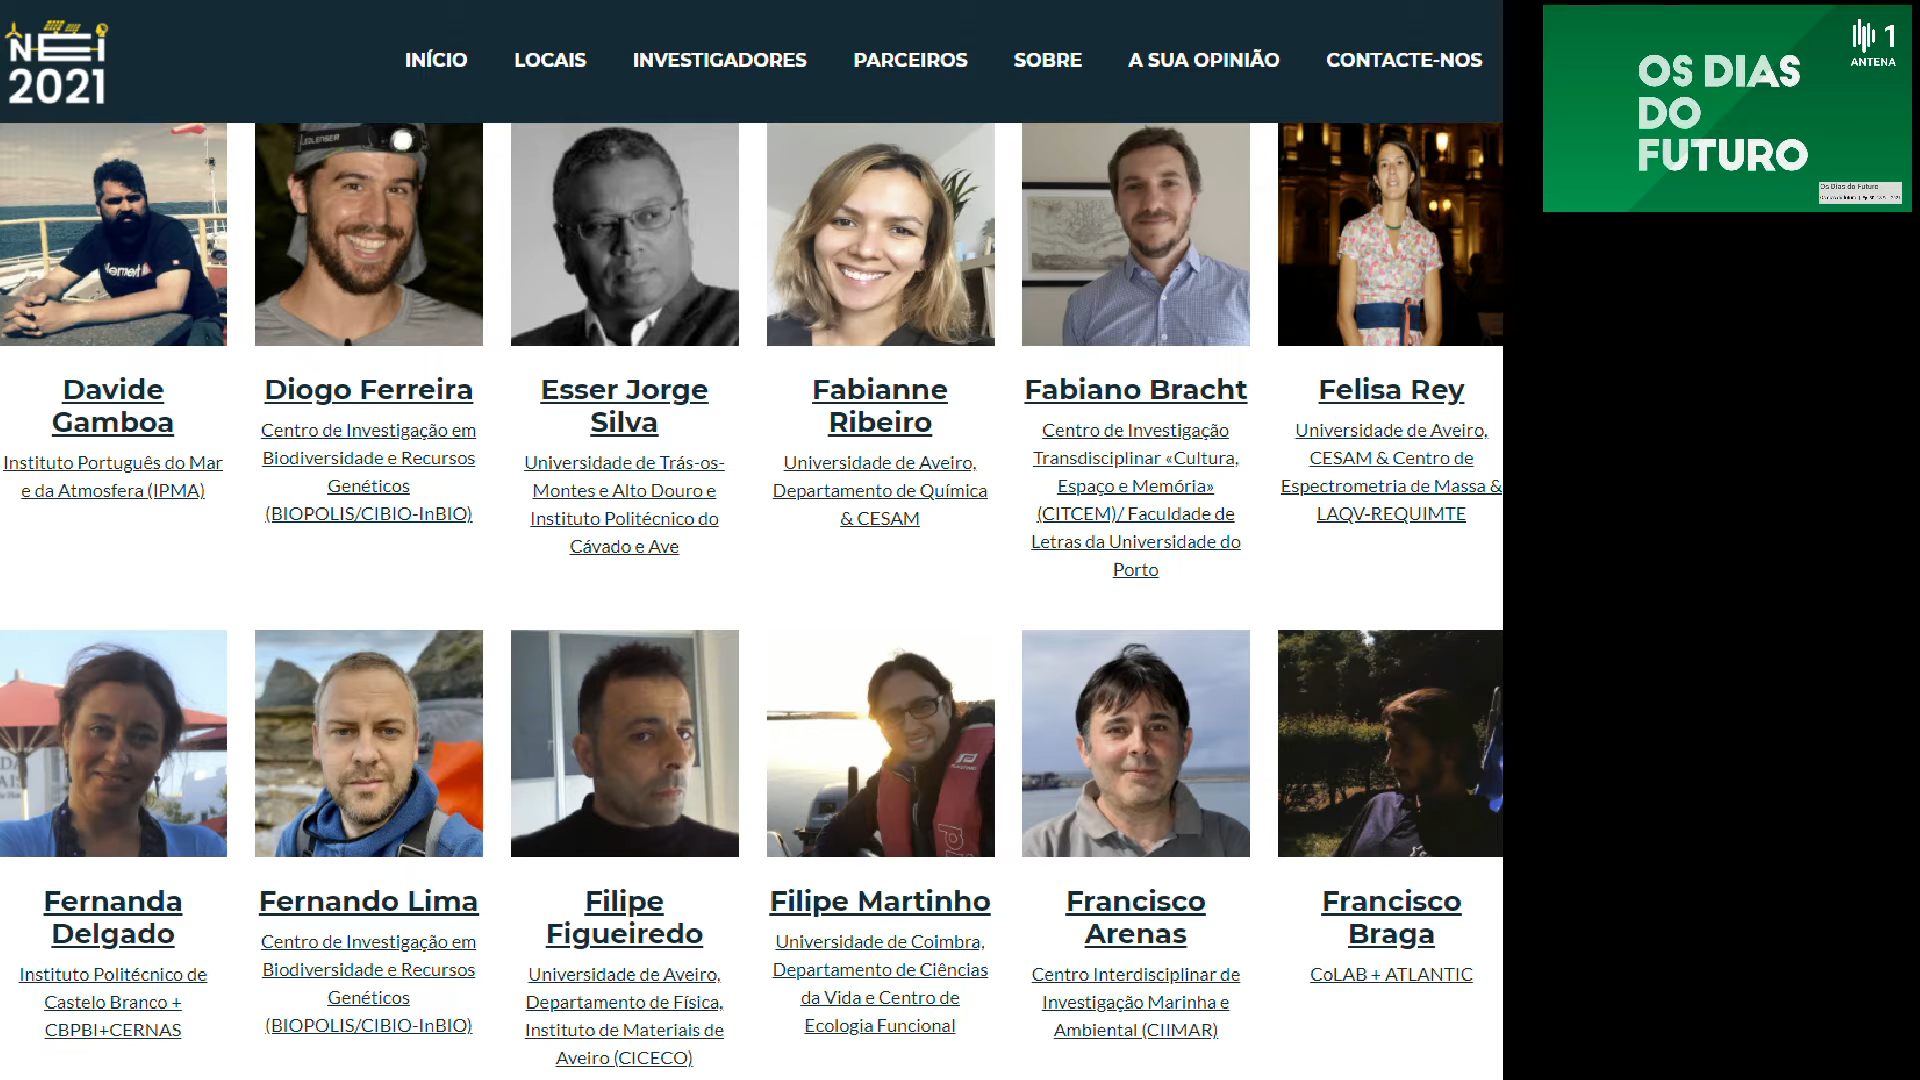 NEi
2021
INÍCIO LOCAIS INVESTIGADORES PARCEIROS SOBRE A SUA OPINIÃO CONTACTE-NOS
1
ANTENA
OS DIAS
DO
FUTURO
Os Dias do Futuro
Davide
Gamboa
Instituto Português do Mar
e da Atmosfera (IPMA)
LEDLENSER
Diogo Ferreira
Centro de Investigação em
Biodiversidade e Recursos
Genéticos
(BIOPOLIS/CIBIO-InBIO)
Esser Jorge
Silva
Universidade de Trás-os-
Montes e Alto Douro e
Instituto Politécnico do
Cávado e Ave
Fabianne
Ribeiro
Universidade de Aveiro,
Departamento de Química
& CESAM
Fabiano Bracht
Centro de Investigação
Transdisciplinar «Cultura,
Espaço e Memória»
(CITCEM)/ Faculdade de
Letras da Universidade do
Porto
Felisa Rey
Universidade de Aveiro,
CESAM & Centro de
Espectrometria de Massa &
LAQV-REQUIMTE
Fernanda
Delgado
Instituto Politécnico de
Castelo Branco +
CBPBI+CERNAS
Fernando Lima
Centro de Investigação em
Biodiversidade e Recursos
Genéticos
(BIOPOLIS/CIBIO-InBIO)
Filipe
Figueiredo
Universidade de Aveiro,
Departamento de Física,
Instituto de Materiais de
Aveiro (CICECO)
Filipe Martinho
Universidade de Coimbra,
Departamento de Ciências
da Vida e Centro de
Ecologia Funcional
Francisco
Arenas
Centro Interdisciplinar de
Investigação Marinha e
Ambiental (CIIMAR)
Francisco
Braga
CoLAB + ATLANTIC